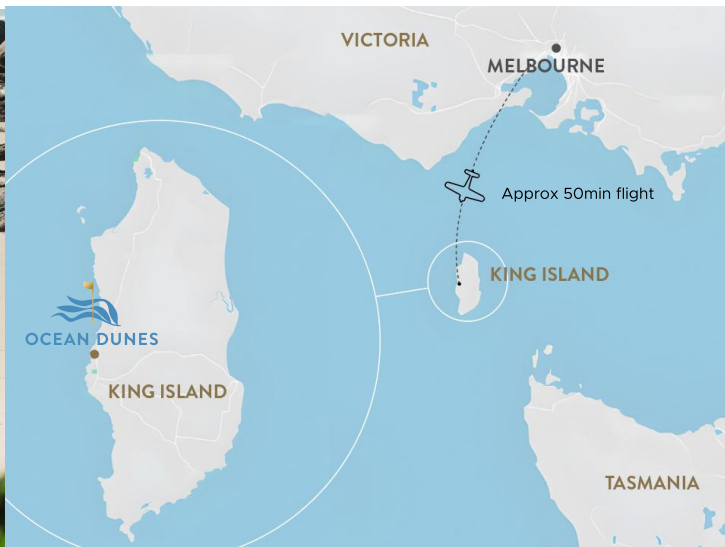 VICTORIA
MELBOURNE
Approx 50min flight
KING ISLAND
OCEAN DUNES
KING ISLAND
TASMANIA